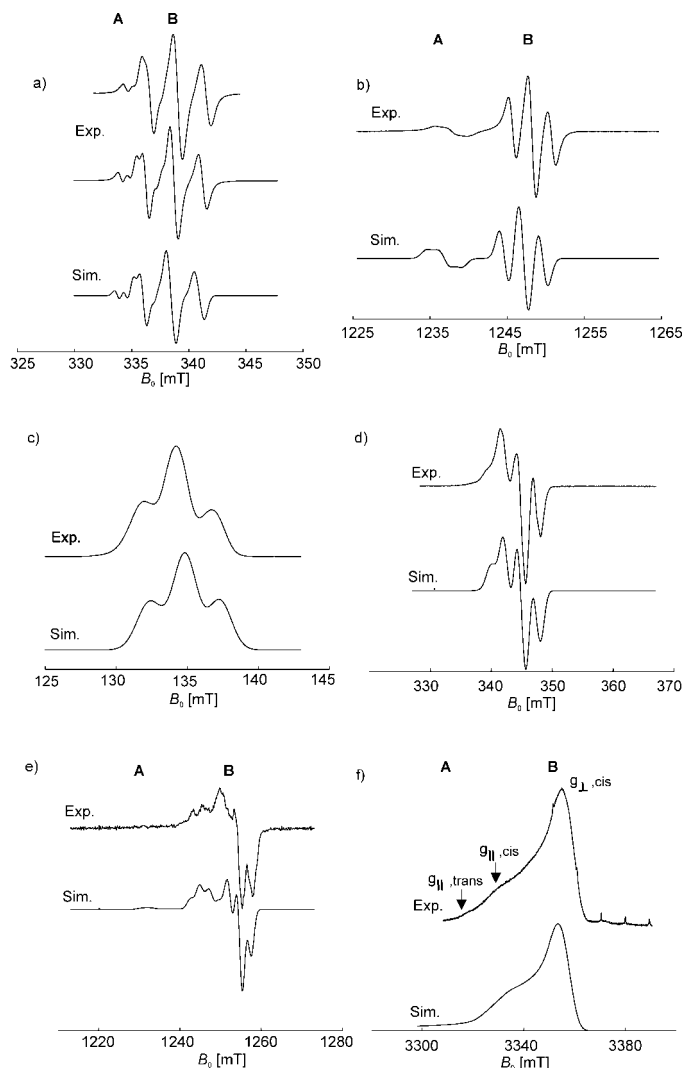 A B
a)
Exp.
Sim.
325 330 335 340 345 350
B₀ [mT]
A B
b)
Exp.
Sim.
1225 1235 1245 1255 1265
B₀ [mT]
c)
Exp.
Sim.
125 130 135 140 145
B₀ [mT]
d)
Exp.
Sim.
330 340 350 360 370
B₀ [mT]
A B
e)
Exp.
Sim.
1220 1240 1260 1280
B₀ [mT]
A B
f)
g⊥,cis
g∥,cis
g∥,trans
Exp.
Sim.
3300 3340 3380
B₀ [mT]